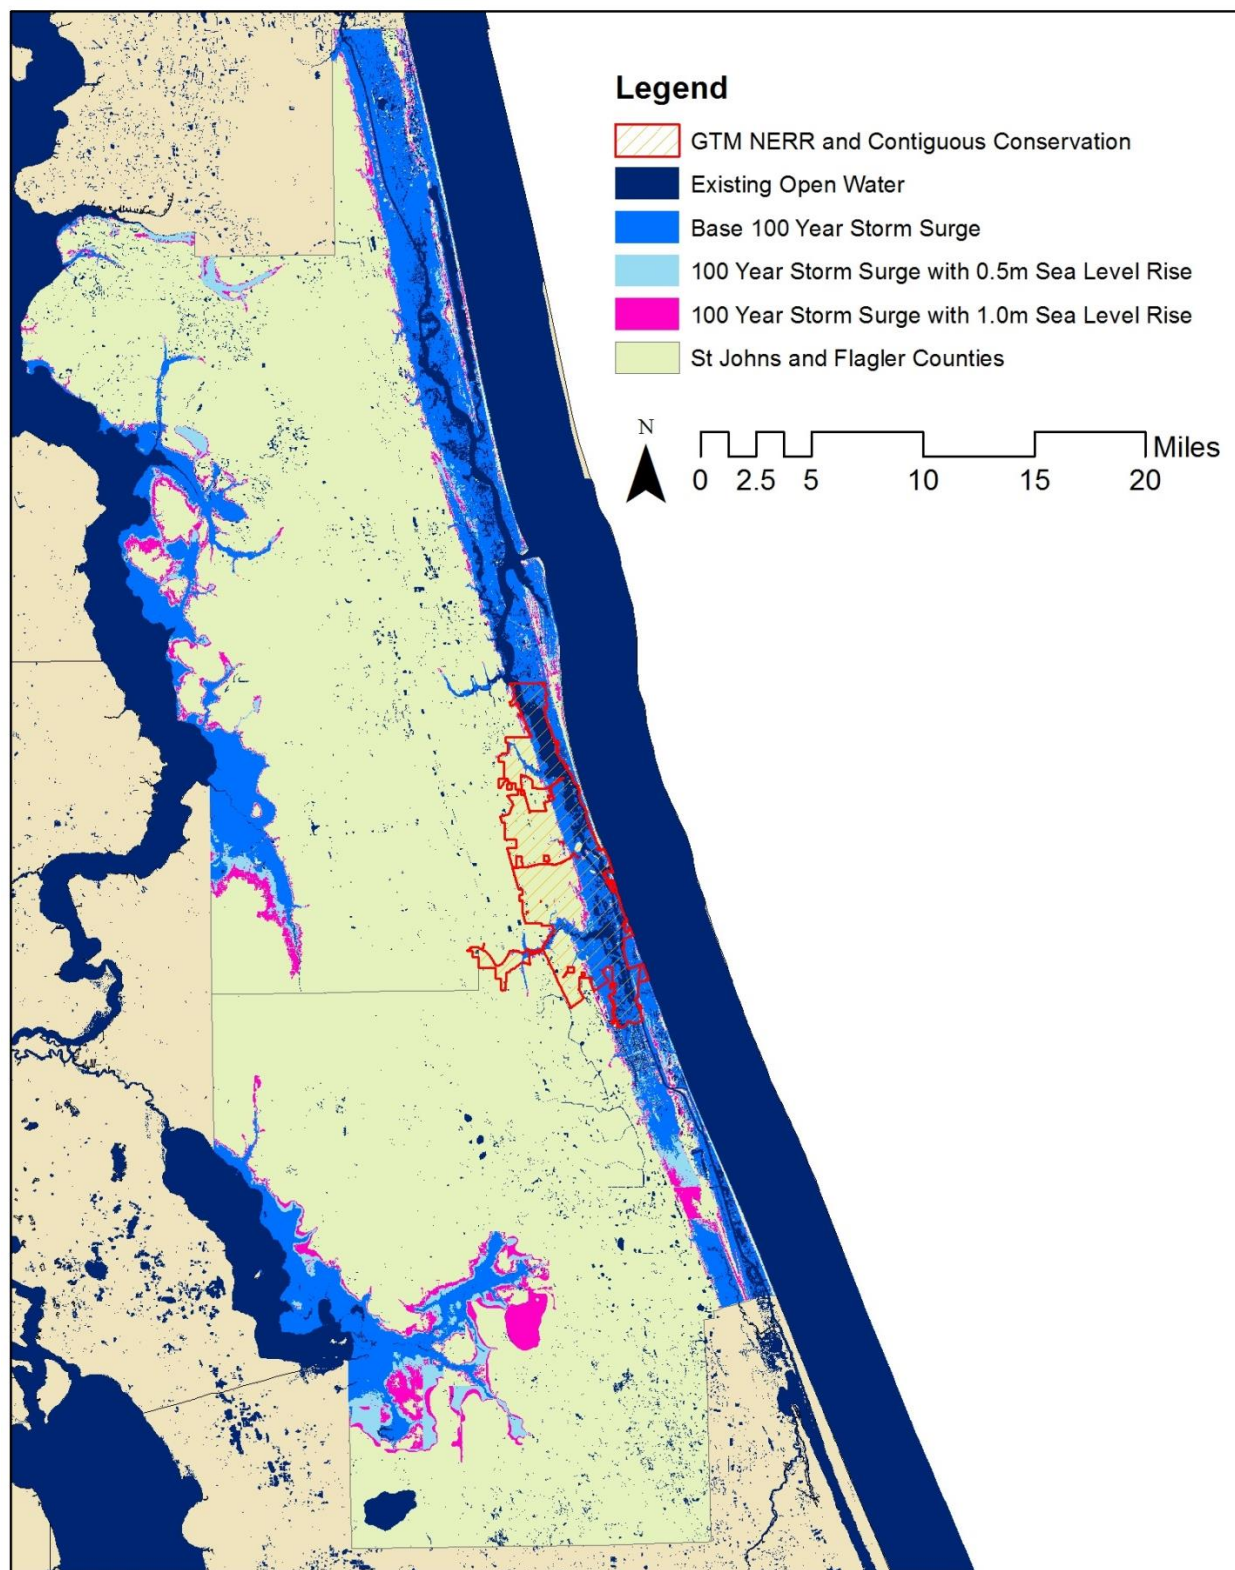 Legend
GTM NERR and Contiguous Conservation
Existing Open Water
Base 100 Year Storm Surge
100 Year Storm Surge with 0.5m Sea Level Rise
100 Year Storm Surge with 1.0m Sea Level Rise
St Johns and Flagler Counties
N
Miles
0 2.5 5 10 15 20